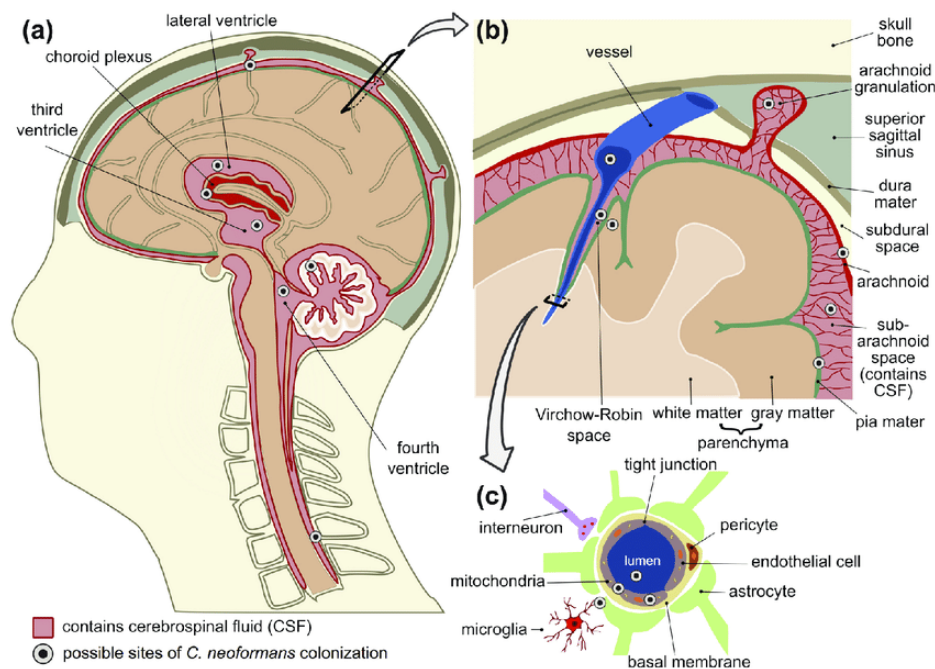 (a)
lateral ventricle
choroid plexus
third
ventricle
fourth
ventricle
contains cerebrospinal fluid (CSF)
possible sites of C. neoformans colonization
(b)
vessel
skull
bone
arachnoid
granulation
superior
sagittal
sinus
dura
mater
subdural
space
arachnoid
sub-
arachnoid
space
(contains
CSF)
pia mater
Virchow-Robin
space
white matter
gray matter
parenchyma
(c)
tight junction
interneuron
pericyte
lumen
endothelial cell
mitochondria
astrocyte
microglia
basal membrane